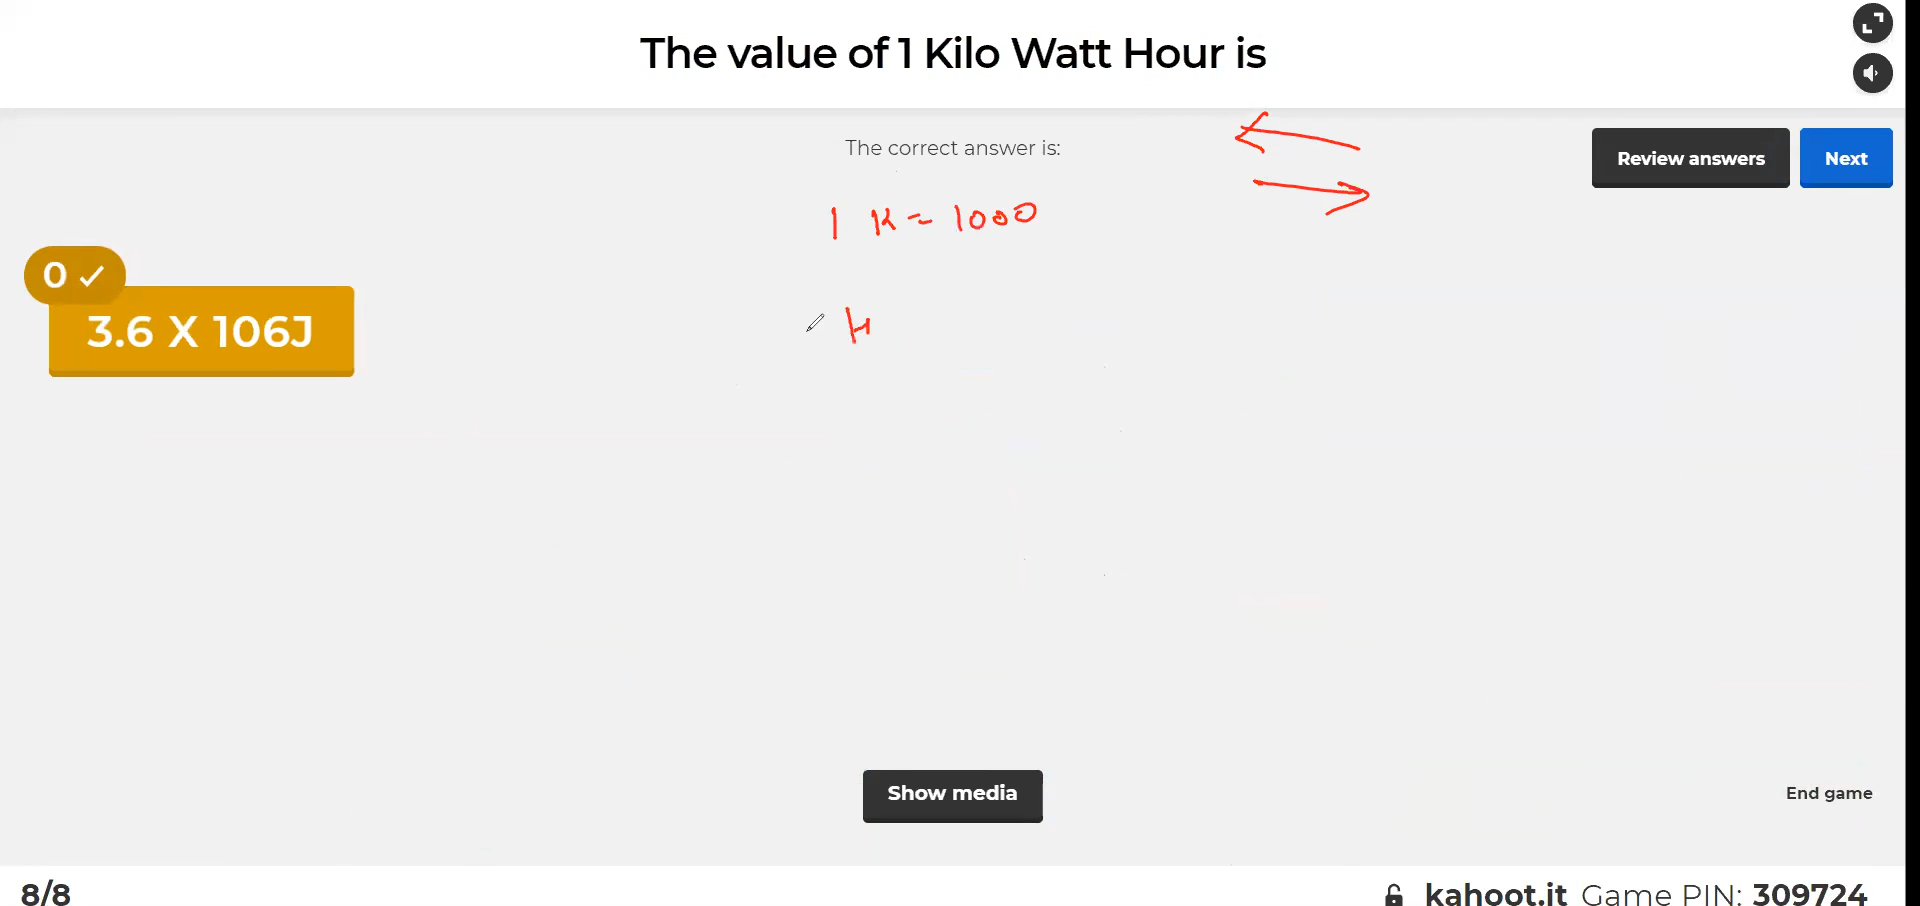 The value of 1 Kilo Watt Hour is
The correct answer is:
Review answers
Next
1 K = 1000
0
3.6 X 106J
H
Show media
End game
8/8
kahoot.it Game PIN: 309724